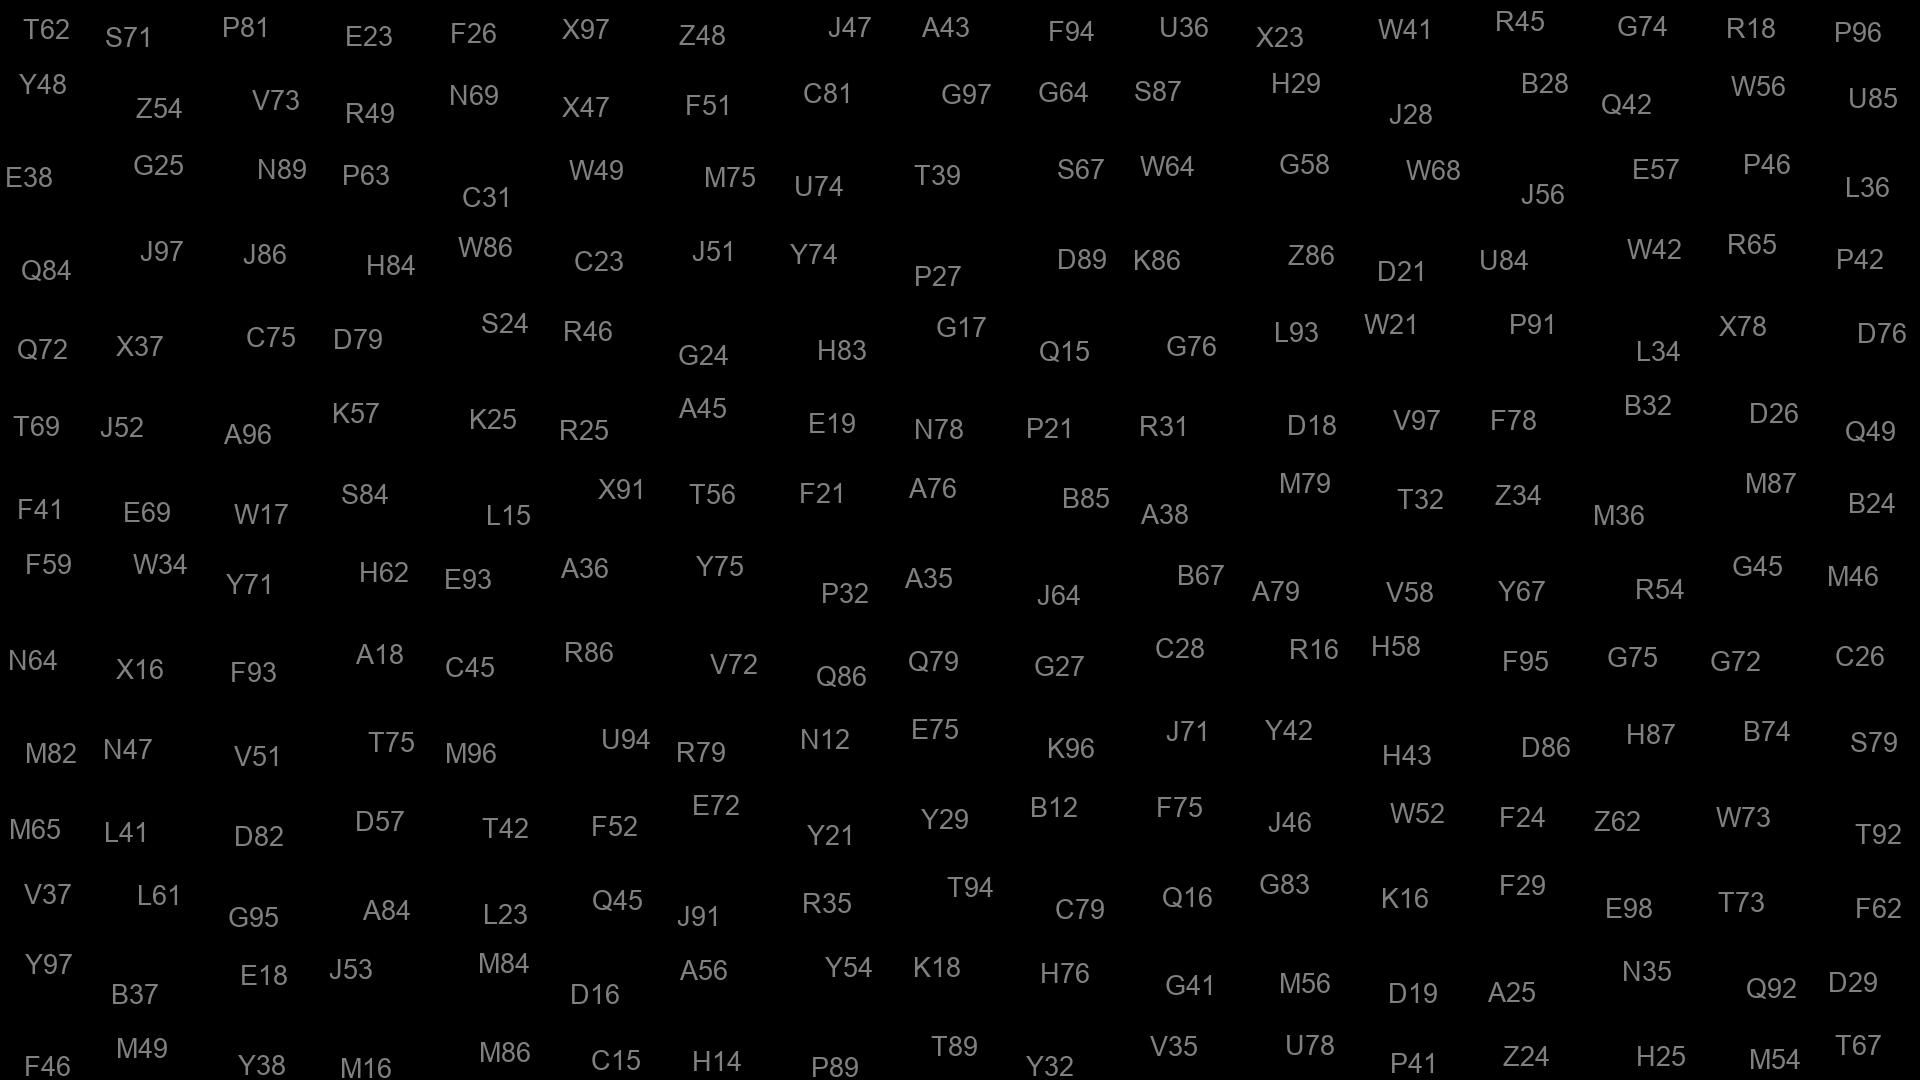 T62 S71 P81 E23 F26 X97 Z48 J47 A43 F94 U36 X23 W41 R45 G74 R18 P96
Y48 Z54 V73 R49 N69 X47 F51 C81 G97 G64 S87 H29 J28 B28 Q42 W56 U85
E38 G25 N89 P63 C31 W49 M75 U74 T39 S67 W64 G58 W68 J56 E57 P46 L36
Q84 J97 J86 H84 W86 C23 J51 Y74 P27 D89 K86 Z86 D21 U84 W42 R65 P42
Q72 X37 C75 D79 S24 R46 G24 H83 G17 Q15 G76 L93 W21 P91 L34 X78 D76
T69 J52 A96 K57 K25 R25 A45 E19 N78 P21 R31 D18 V97 F78 B32 D26 Q49
F41 E69 W17 S84 L15 X91 T56 F21 A76 B85 A38 M79 T32 Z34 M36 M87 B24
F59 W34 Y71 H62 E93 A36 Y75 P32 A35 J64 B67 A79 V58 Y67 R54 G45 M46
N64 X16 F93 A18 C45 R86 V72 Q86 Q79 G27 C28 R16 H58 F95 G75 G72 C26
M82 N47 V51 T75 M96 U94 R79 N12 E75 K96 J71 Y42 H43 D86 H87 B74 S79
M65 L41 D82 D57 T42 F52 E72 Y21 Y29 B12 F75 J46 W52 F24 Z62 W73 T92
V37 L61 G95 A84 L23 Q45 J91 R35 T94 C79 Q16 G83 K16 F29 E98 T73 F62
Y97 B37 E18 J53 M84 D16 A56 Y54 K18 H76 G41 M56 D19 A25 N35 Q92 D29
F46 M49 Y38 M16 M86 C15 H14 P89 T89 Y32 V35 U78 P41 Z24 H25 M54 T67